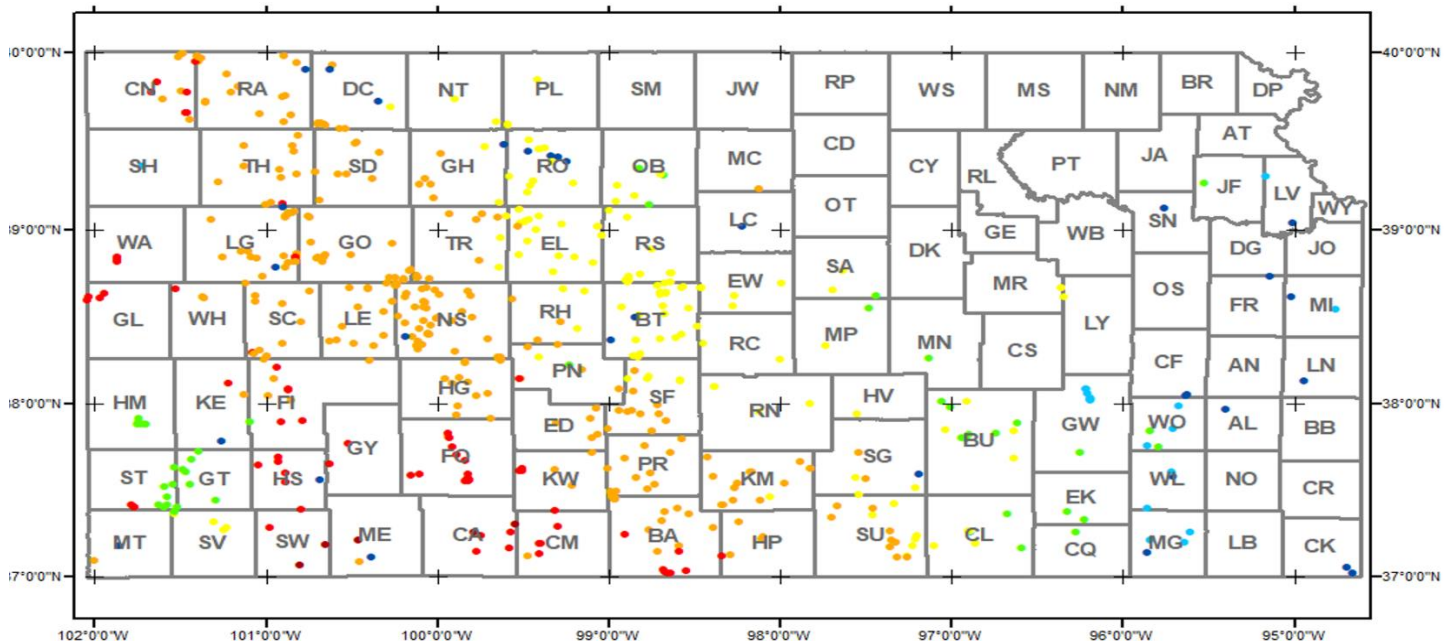 40°0'0"N 40°0'0"N
CN RA DC NT PL SM JW RP WS MS NM BR DP
AT
SH TH SD GH RO OB MC CD CY RL PT JA JF LV WY
OT
WA LG GO TR EL RS LC DK GE WB SN DG JO
39°0'0"N 39°0'0"N
GL WH SC LE NS RH BT EW SA MR LY OS FR MI
RC MP MN CS
HM KE FI HG PN SF CF AN LN
38°0'0"N 38°0'0"N
RN HV
GY ED BU GW WO AL BB
ST GT HS FO KW PR KM SG WL NO CR
EK
MT SV SW ME CA CM BA HP SU CL CQ MG LB CK
37°0'0"N 37°0'0"N
102°0'0"W 101°0'0"W 100°0'0"W 99°0'0"W 98°0'0"W 97°0'0"W 96°0'0"W 95°0'0"W